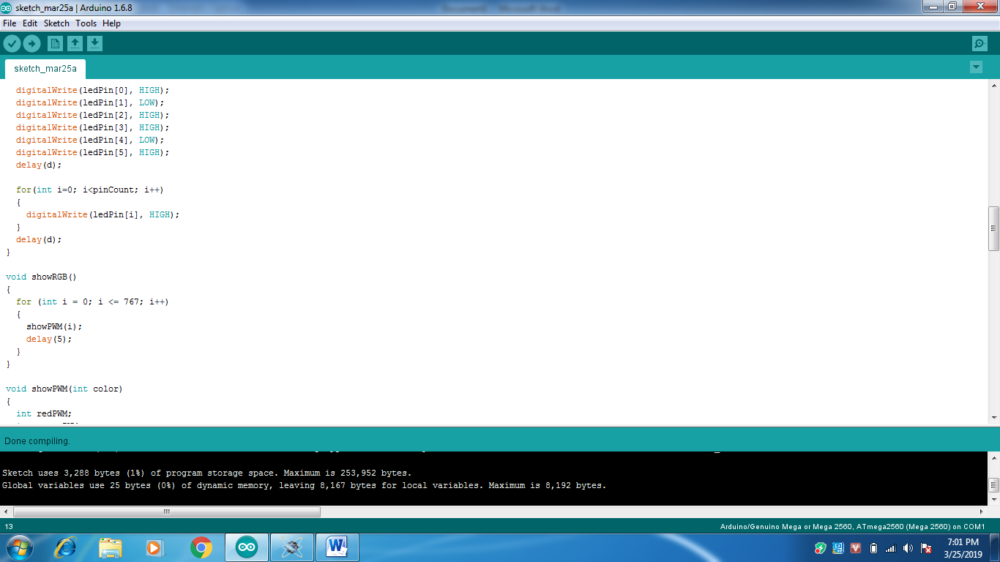 sketch_mar25a | Arduino 1.6.8
File Edit Sketch Tools Help
sketch_mar25a
digitalWrite(ledPin[0], HIGH);
digitalWrite(ledPin[1], LOW);
digitalWrite(ledPin[2], HIGH);
digitalWrite(ledPin[3], HIGH);
digitalWrite(ledPin[4], LOW);
digitalWrite(ledPin[5], HIGH);
delay(d);
for(int i=0; i<pinCount; i++)
{
digitalWrite(ledPin[i], HIGH);
}
delay(d);
}
void showRGB()
{
for (int i = 0; i <= 767; i++)
{
showPWM(i);
delay(5);
}
}
void showPWM(int color)
{
int redPWM;
Done compiling.
Sketch uses 3,288 bytes (1%) of program storage space. Maximum is 253,952 bytes.
Global variables use 25 bytes (0%) of dynamic memory, leaving 8,167 bytes for local variables. Maximum is 8,192 bytes.
13
Arduino/Genuino Mega or Mega 2560, ATmega2560 (Mega 2560) on COM1
7:01 PM
3/25/2019